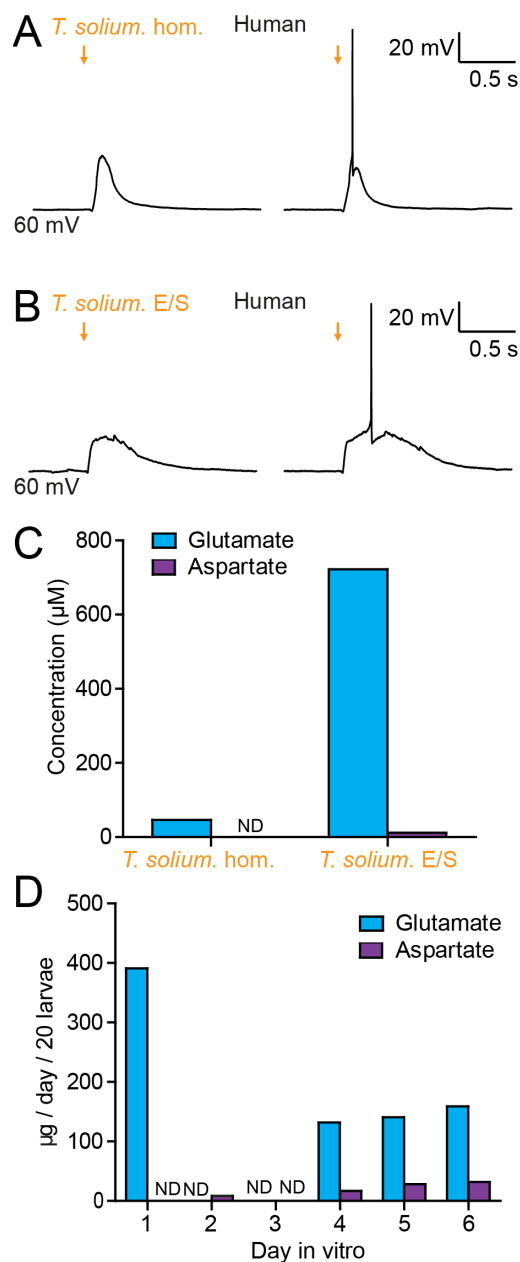 A
T. solium. hom.
Human
20 mV
0.5 s
60 mV
B
T. solium. E/S
Human
20 mV
0.5 s
60 mV
C
800
Glutamate
Aspartate
600
400
200
0
Concentration (µM)
ND
T. solium. hom.
T. solium. E/S
D
500
Glutamate
Aspartate
400
300
200
100
0
µg / day / 20 larvae
ND ND
ND ND
1 2 3 4 5 6
Day in vitro